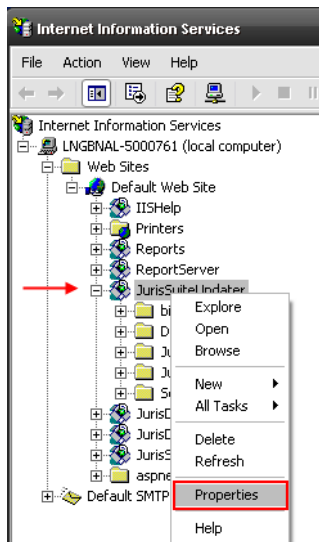 Internet Information Services
File Action View Help
Internet Information Services
LNGBNAL-5000761 (local computer)
Web Sites
Default Web Site
IISHelp
Printers
Reports
ReportServer
JurisSuiteUpdater
Explore
Open
Browse
New
All Tasks
Delete
Refresh
Default SMTP
Properties
Help